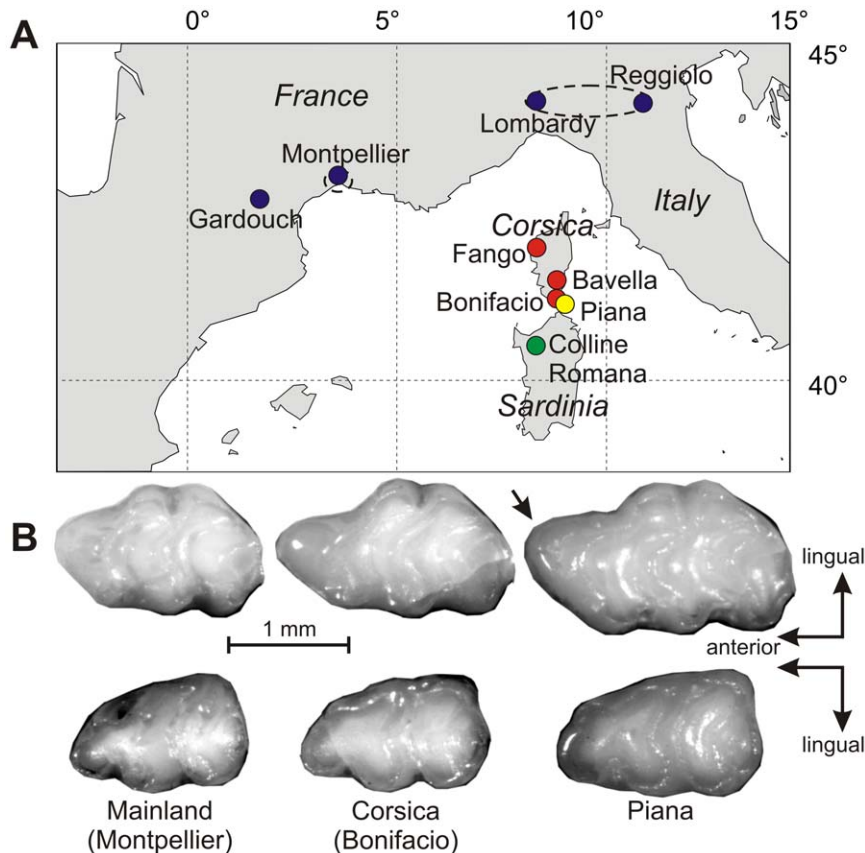 A
0°
5°
10°
15°
45°
Reggiolo
France
Lombardy
Montpellier
Italy
Gardouch
Corsica
Fango
Bavella
Bonifacio
Piana
Colline
Romana
40°
Sardinia
B
lingual
1 mm
anterior
lingual
Mainland
(Montpellier)
Corsica
(Bonifacio)
Piana